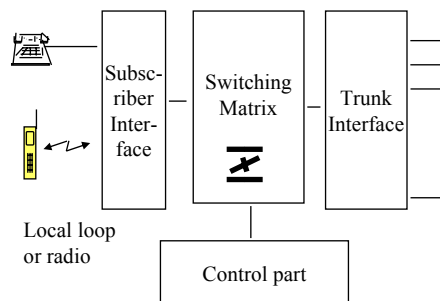 Subsc-
riber
Inter-
face
Switching
Matrix
Trunk
Interface
Local loop
or radio
Control part